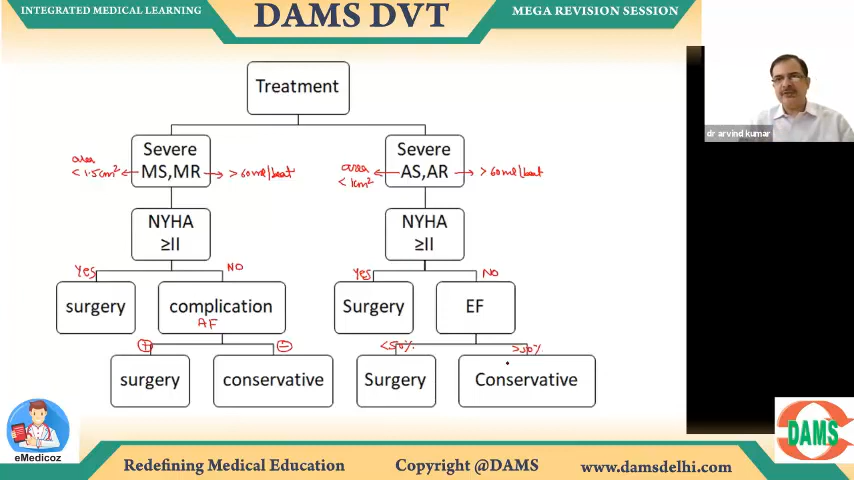 INTEGRATED MEDICAL LEARNING
DAMS DVT
MEGA REVISION SESSION
Treatment
Severe
MS,MR
area
< 1.5cm²
> 60ml/beat
Severe
AS,AR
area
< 1cm²
> 60ml/beat
NYHA
≥II
NYHA
≥II
Yes
NO
Yes
NO
surgery
complication
AF
Surgery
EF
+
−
<50%
>50%
surgery
conservative
Surgery
Conservative
dr arvind kumar
eMedicoz
DAMS
Redefining Medical Education
Copyright @DAMS
www.damsdelhi.com